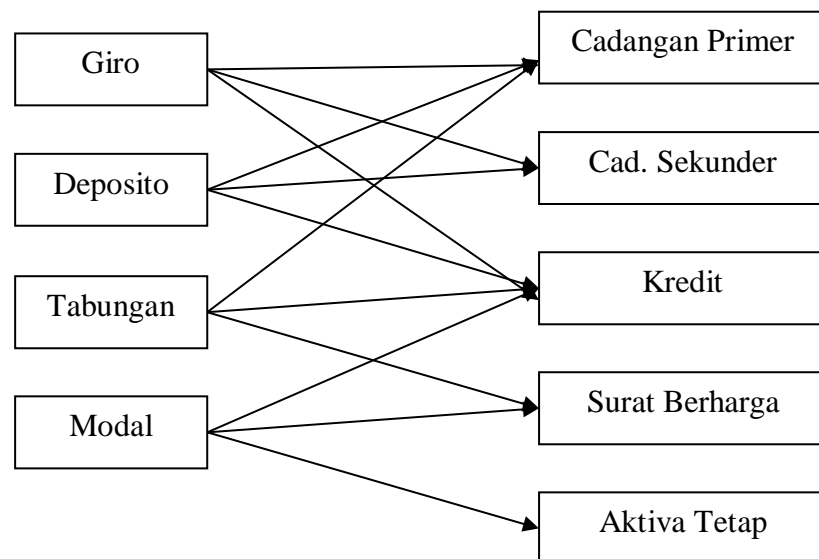 Giro
Deposito
Tabungan
Modal
Cadangan Primer
Cad. Sekunder
Kredit
Surat Berharga
Aktiva Tetap